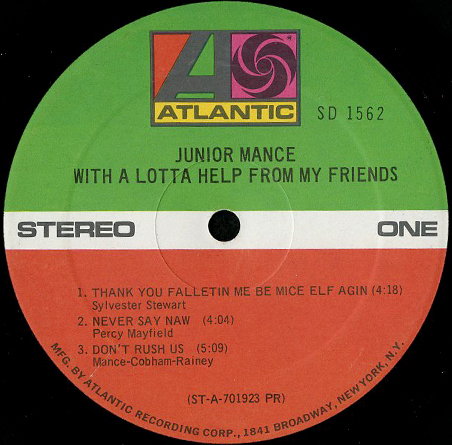 ATLANTIC
SD 1562
JUNIOR MANCE
WITH A LOTTA HELP FROM MY FRIENDS
STEREO
ONE
1. THANK YOU FALLETIN ME BE MICE ELF AGIN (4:18)
Sylvester Stewart
2. NEVER SAY NAW (4:04)
Percy Mayfield
3. DON'T RUSH US (5:09)
Mance-Cobham-Rainey
(ST-A-701923 PR)
MFG. BY ATLANTIC RECORDING CORP., 1841 BROADWAY, NEW YORK, N.Y.